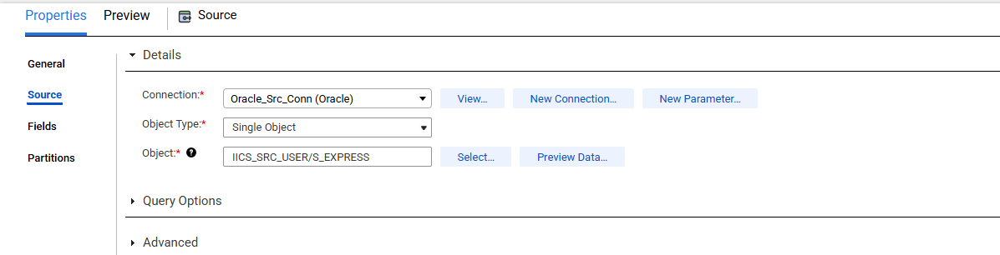 Properties Preview Source
General
Source
Fields
Partitions
Details
Connection:* Oracle_Src_Conn (Oracle) View... New Connection... New Parameter...
Object Type:* Single Object
Object:* ? IICS_SRC_USER/S_EXPRESS Select... Preview Data...
Query Options
Advanced